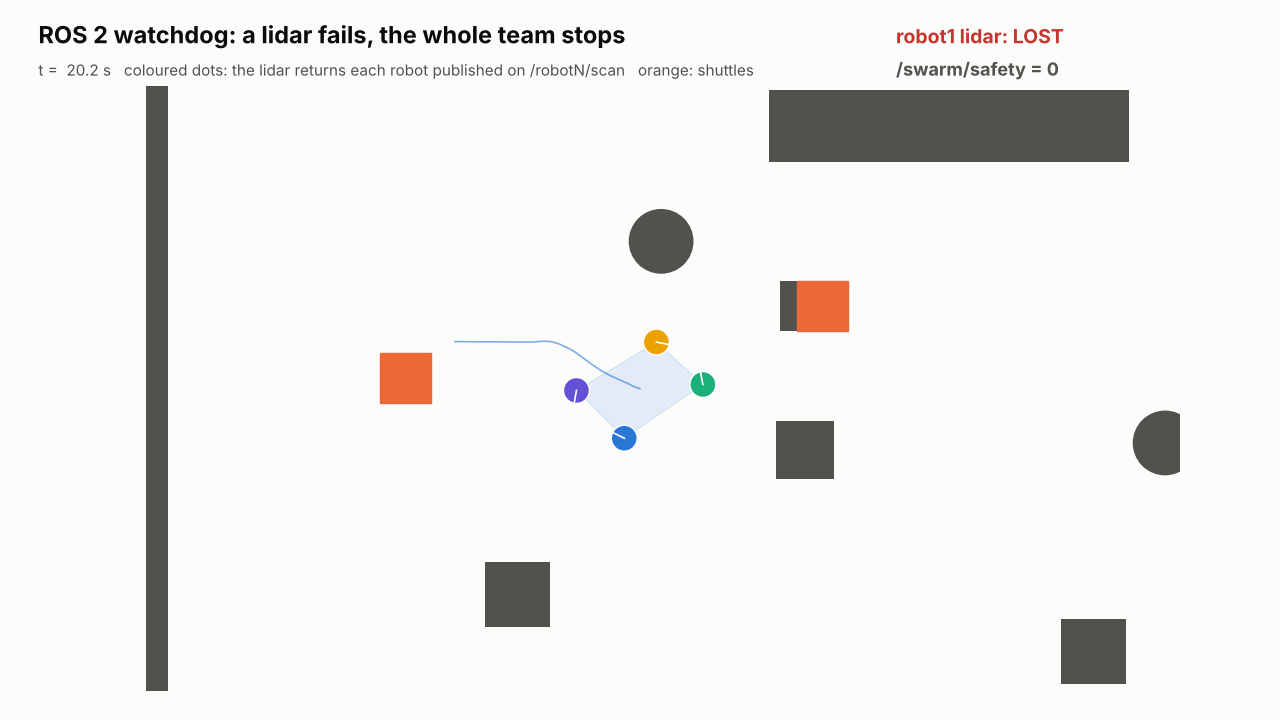 ROS 2 watchdog: a lidar fails, the whole team stops
robot1 lidar: LOST
t = 20.2 s coloured dots: the lidar returns each robot published on /robotN/scan orange: shuttles
/swarm/safety = 0